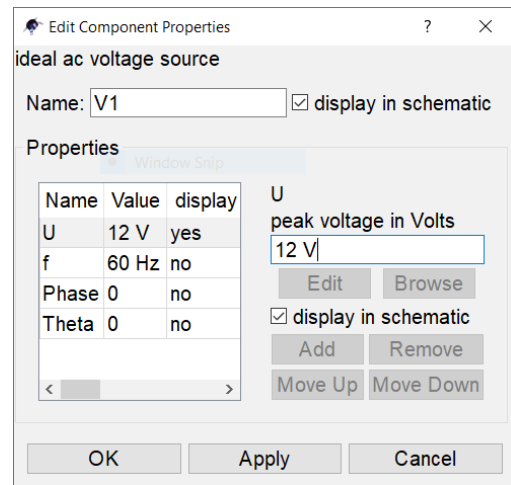 Edit Component Properties ? ×
ideal ac voltage source
Name: V1 display in schematic
Properties
Window Snip
Name Value display
U 12 V yes
f 60 Hz no
Phase 0 no
Theta 0 no
U
peak voltage in Volts
12 V
Edit Browse
display in schematic
Add Remove
Move Up Move Down
OK Apply Cancel